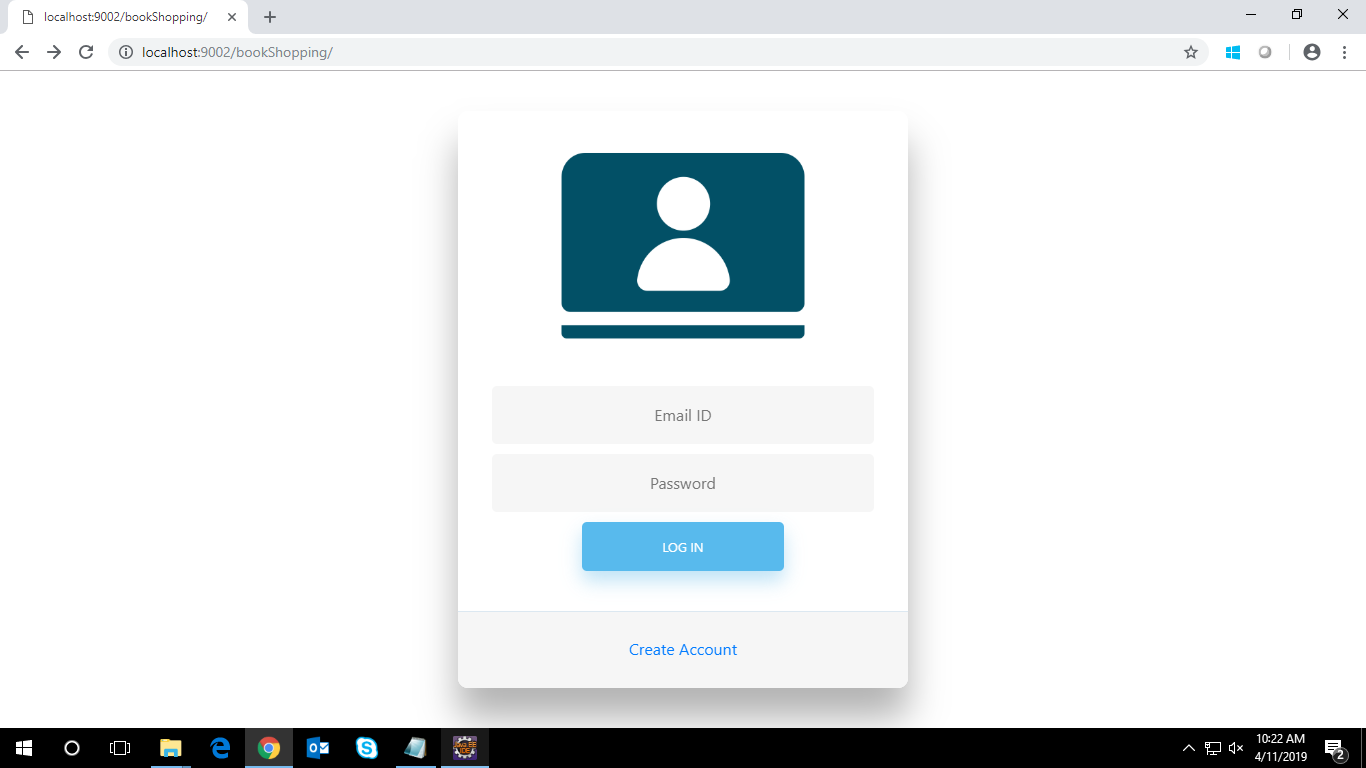 localhost:9002/bookShopping/
localhost:9002/bookShopping/
Email ID
Password
LOG IN
Create Account
10:22 AM
4/11/2019
2